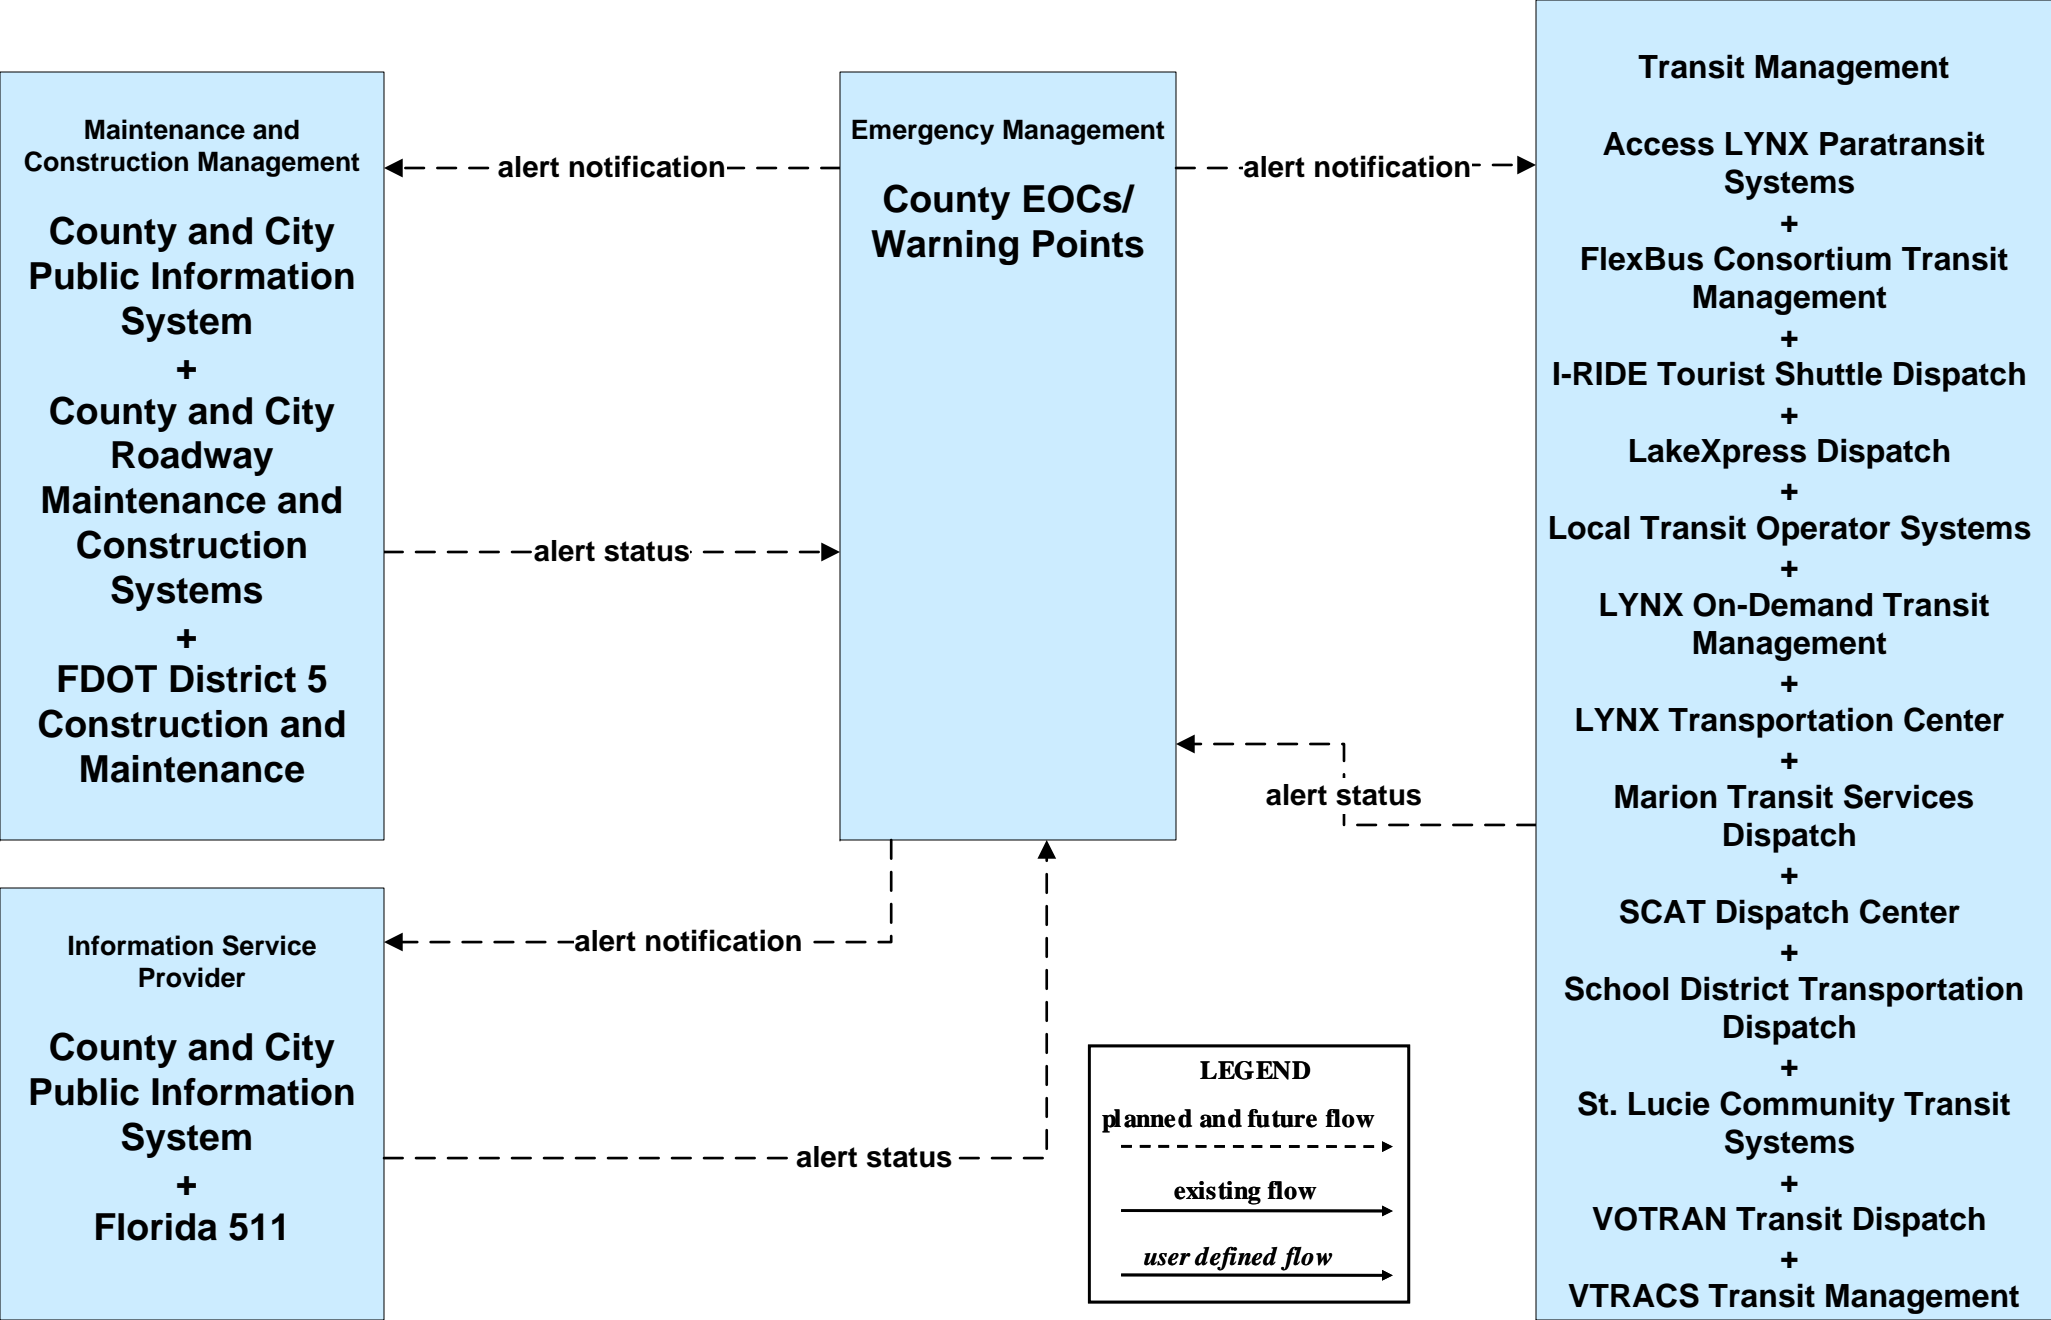 Maintenance and
Construction Management
County and City
Public Information
System
+
County and City
Roadway
Maintenance and
Construction
Systems
+
FDOT District 5
Construction and
Maintenance
alert notification
alert status
Emergency Management
County EOCs/
Warning Points
alert notification
alert status
Transit Management
Access LYNX Paratransit
Systems
+
FlexBus Consortium Transit
Management
+
I-RIDE Tourist Shuttle Dispatch
+
LakeXpress Dispatch
+
Local Transit Operator Systems
+
LYNX On-Demand Transit
Management
+
LYNX Transportation Center
+
Marion Transit Services
Dispatch
+
SCAT Dispatch Center
+
School District Transportation
Dispatch
+
St. Lucie Community Transit
Systems
+
VOTRAN Transit Dispatch
+
VTRACS Transit Management
Information Service
Provider
County and City
Public Information
System
+
Florida 511
alert notification
alert status
LEGEND
planned and future flow
existing flow
user defined flow